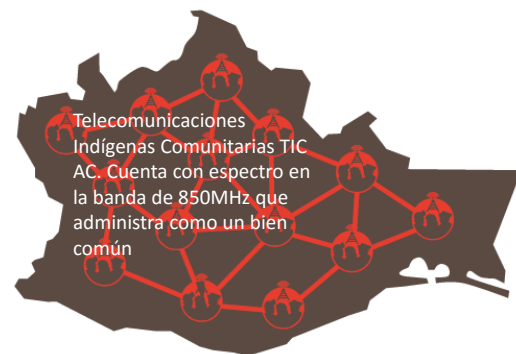 Telecomunicaciones
Indígenas Comunitarias TIC
AC. Cuenta con espectro en
la banda de 850MHz que
administra como un bien
común